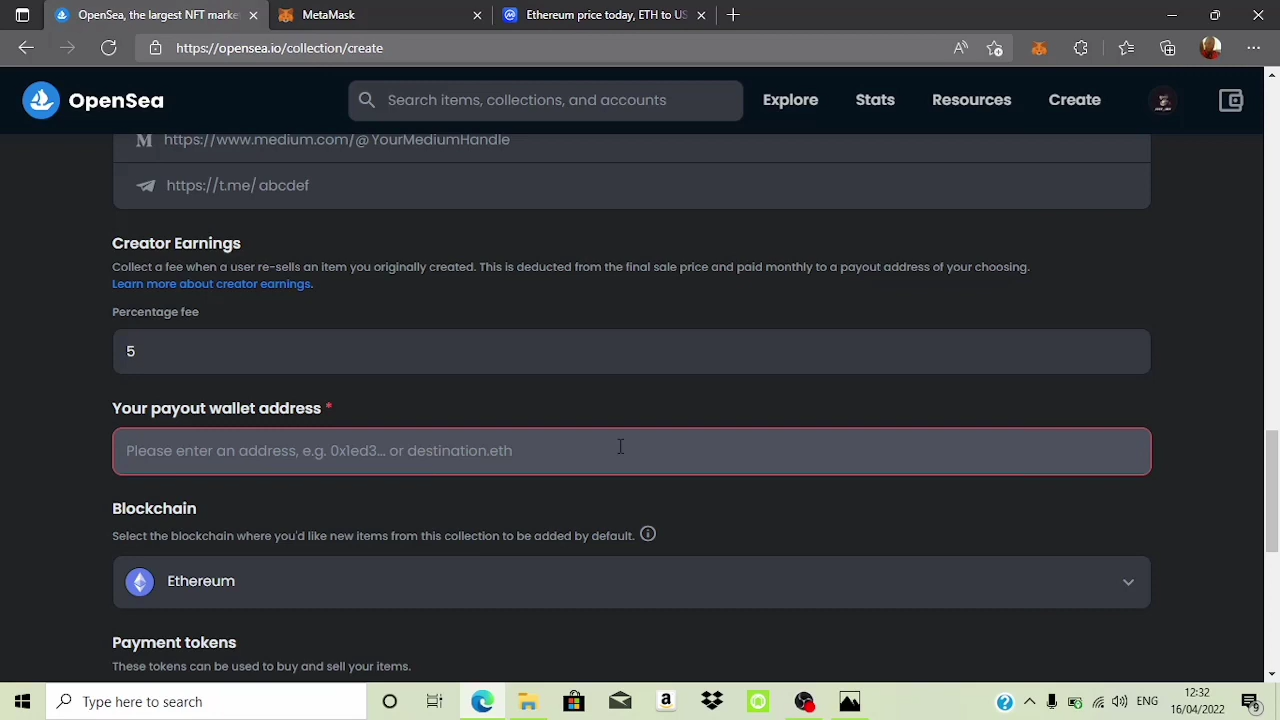 OpenSea, the largest NFT marke
MetaMask
Ethereum price today, ETH to US
https://opensea.io/collection/create
OpenSea
Search items, collections, and accounts
Explore
Stats
Resources
Create
https://www.medium.com/@YourMediumHandle
https://t.me/abcdef
Creator Earnings
Collect a fee when a user re-sells an item you originally created. This is deducted from the final sale price and paid monthly to a payout address of your choosing.
Learn more about creator earnings.
Percentage fee
5
Your payout wallet address *
Please enter an address, e.g. 0x1ed3... or destination.eth
Blockchain
Select the blockchain where you'd like new items from this collection to be added by default.
Ethereum
Payment tokens
These tokens can be used to buy and sell your items.
Type here to search
ENG
12:32
16/04/2022
9